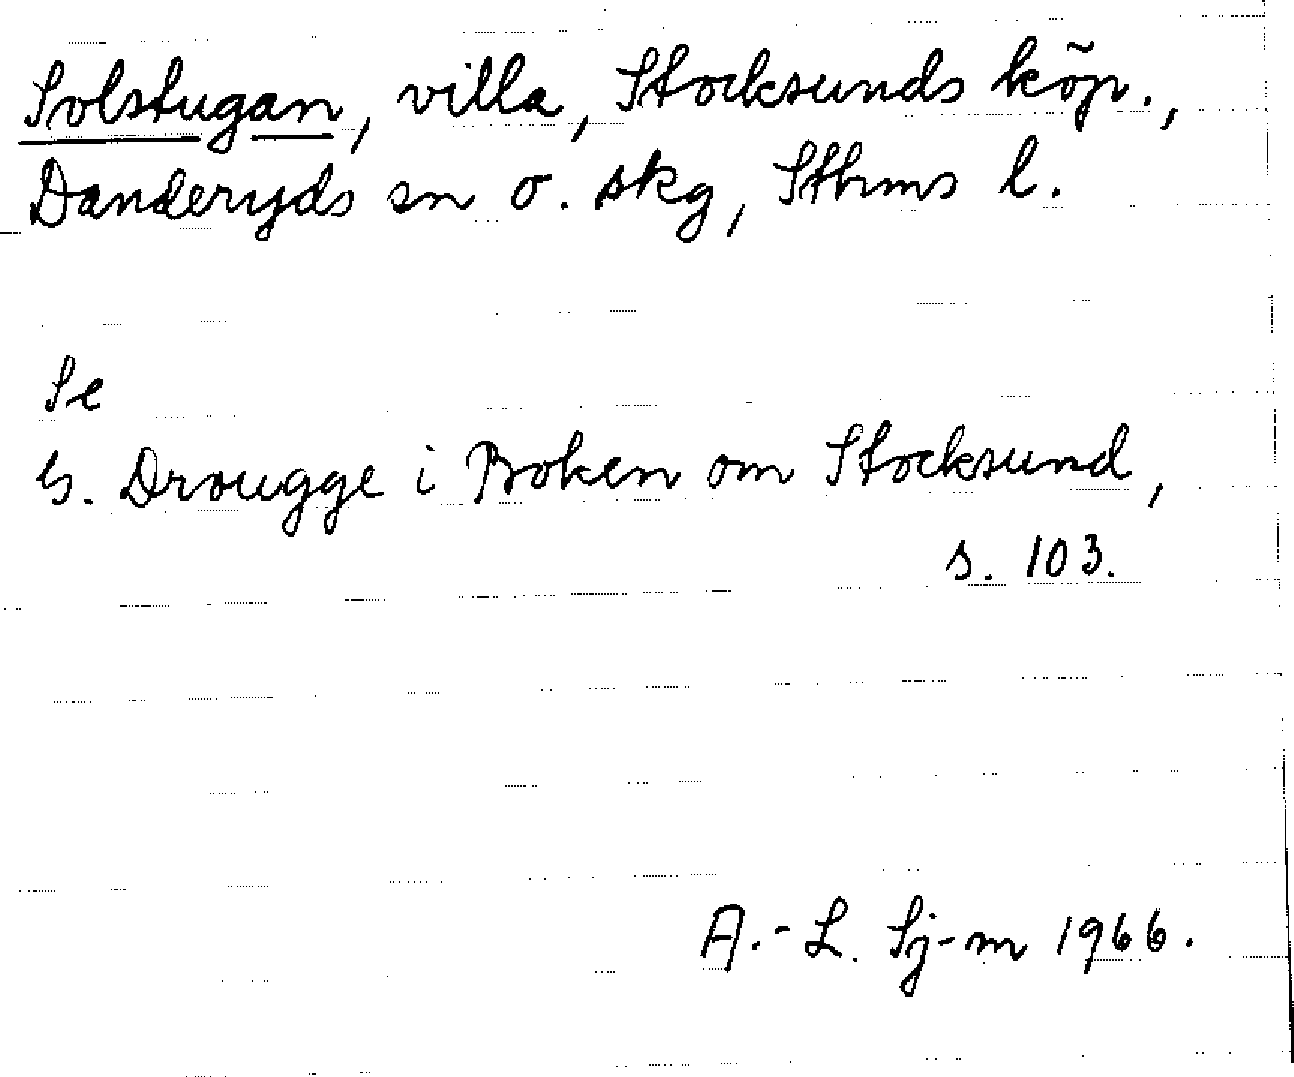 Solstugan, villa, Stocksunds köp.,
Danderyds sn o. skg, Sthms l.
Se
G. Drougge i Boken om Stocksund,
s. 103.
A.-L. Sj-m 1966.